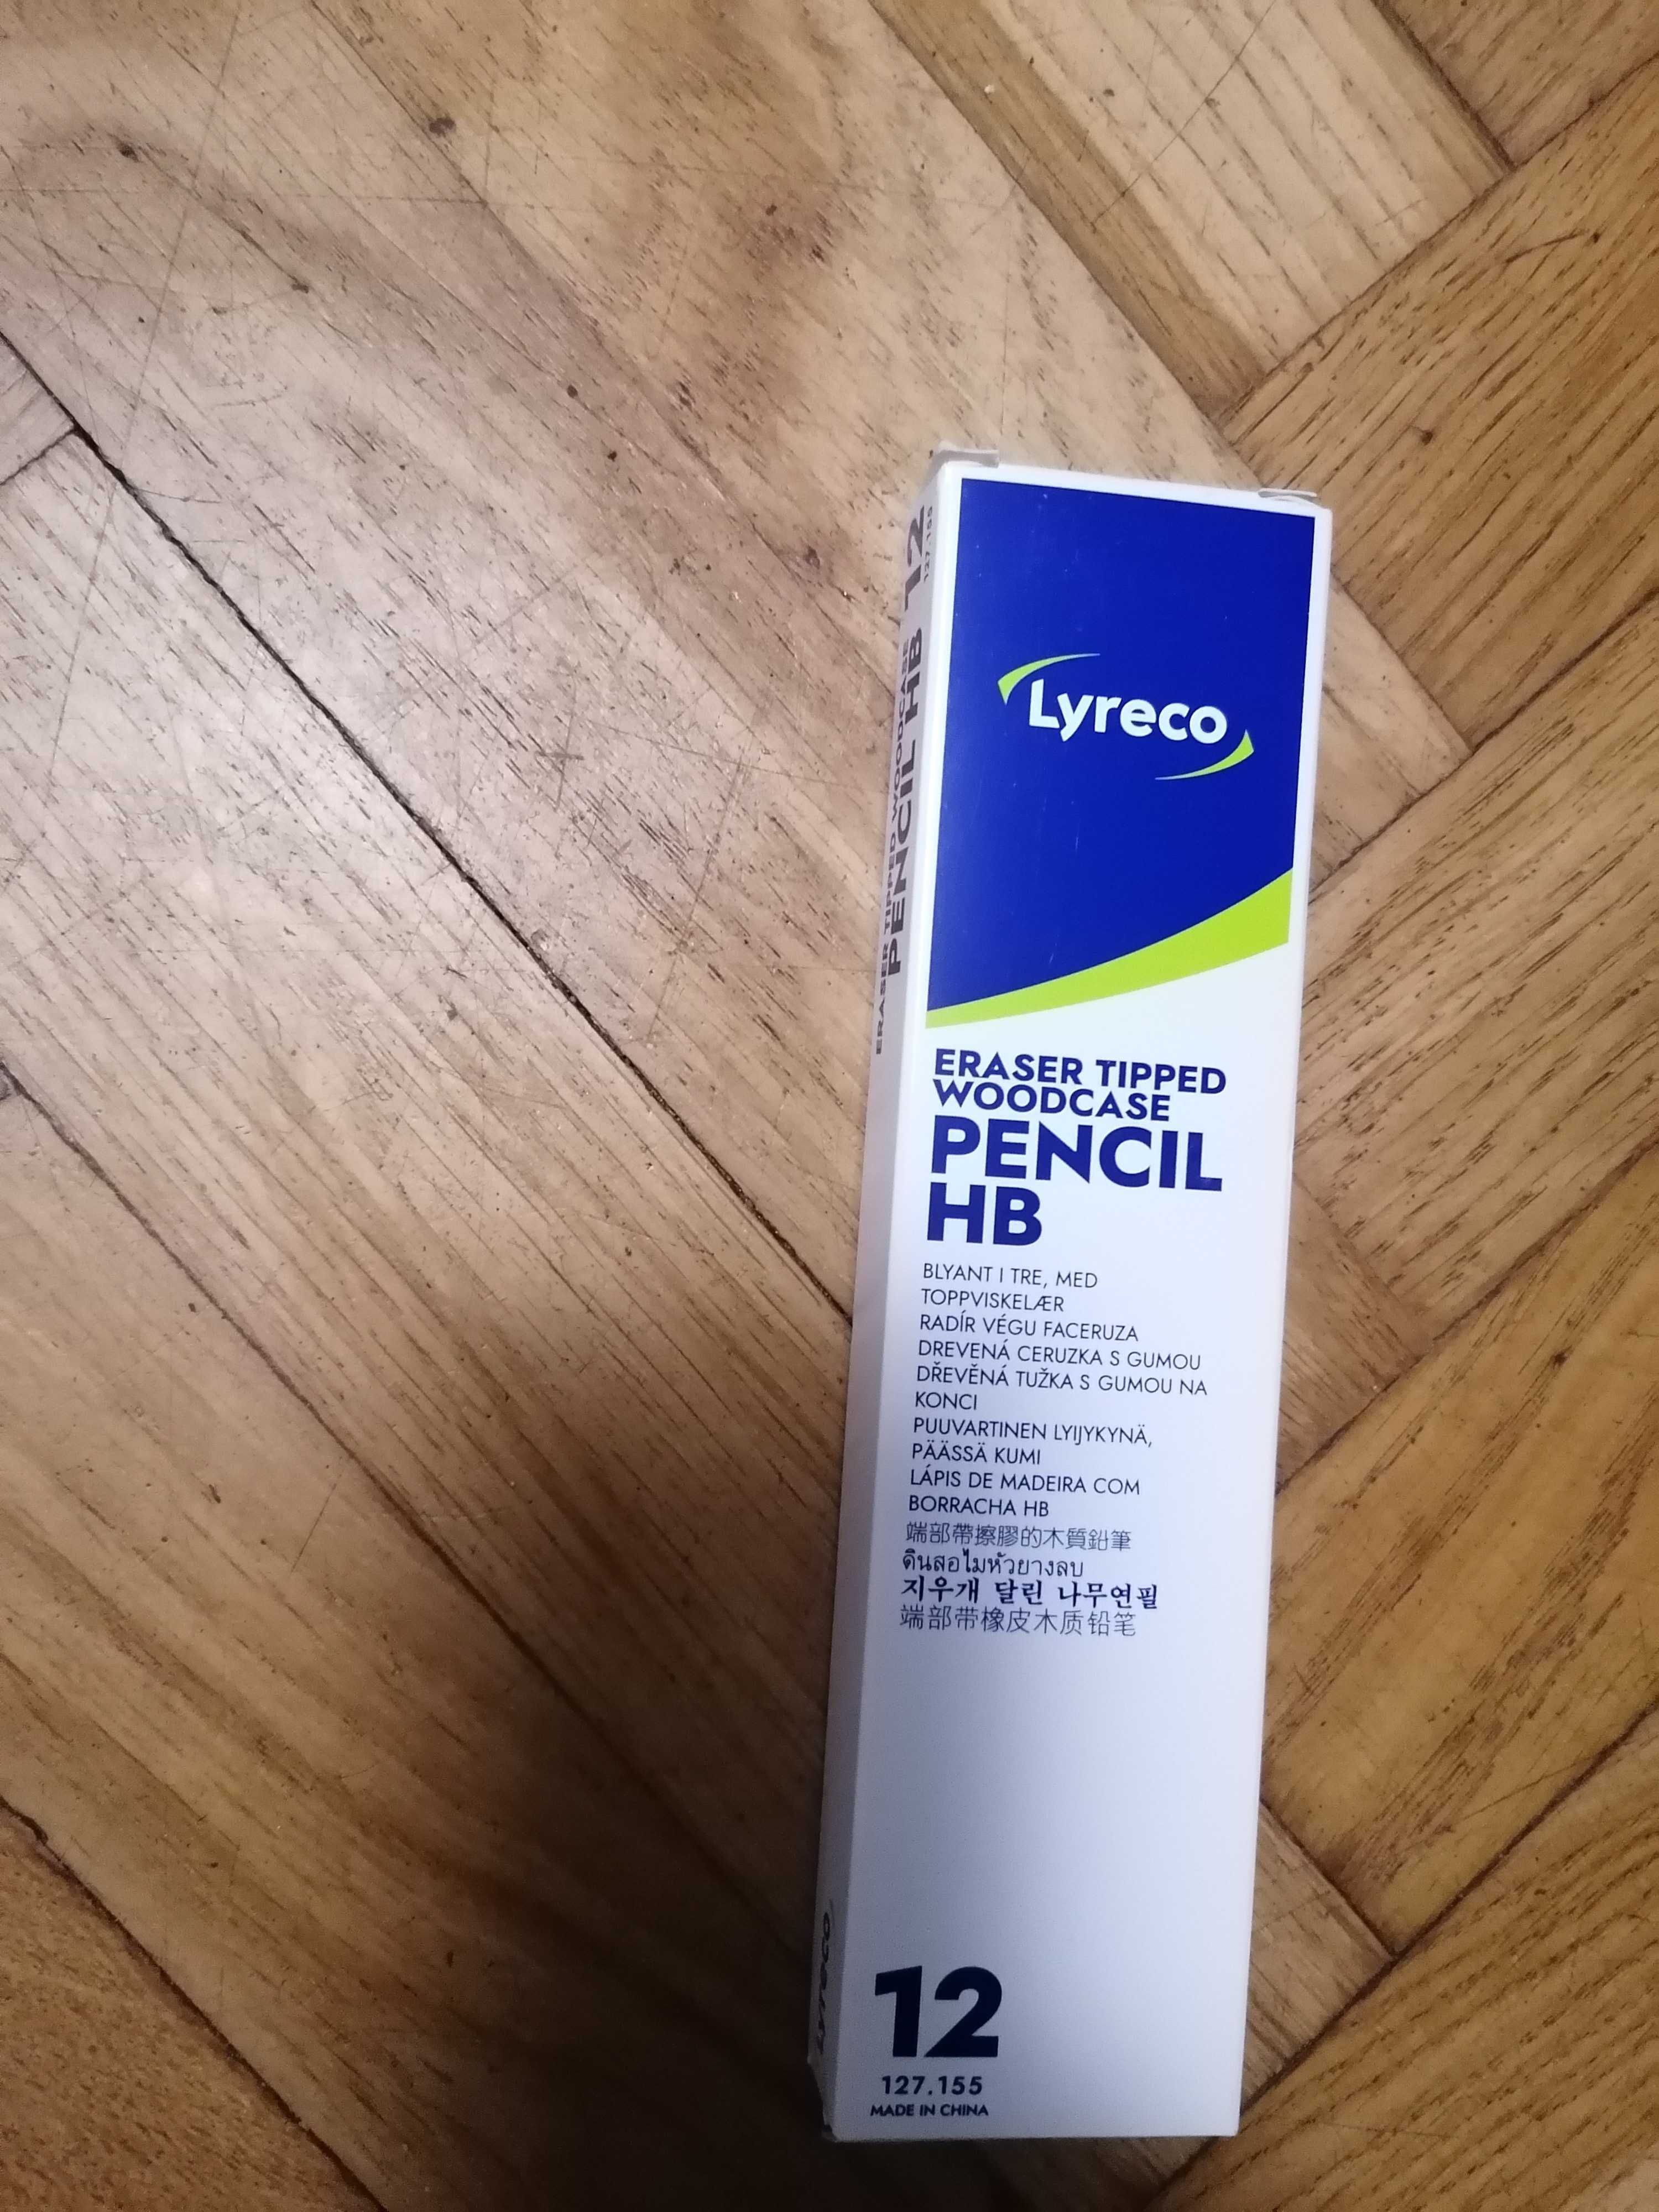 Lyreco
ERASER TIPPED
WOODCASE
PENCIL
HB
BLYANT I TRE, MED
TOPPVISKELÆR
RADÍR VÉGU FACERUZA
DREVENÁ CERUZKA S GUMOU
DŘEVĚNÁ TUŽKA S GUMOU NA
KONCI
PUUVARTINEN LYIJYKYNÄ,
PÄÄSSÄ KUMI
LÁPIS DE MADEIRA COM
BORRACHA HB
端部帶擦膠的木質鉛筆
ดินสอไมหัวยางลบ
지우개 달린 나무연필
端部带橡皮木质铅笔
12
127.155
MADE IN CHINA
ERASER TIPPED WOODCASE
PENCIL HB 12
127.155
Lyreco